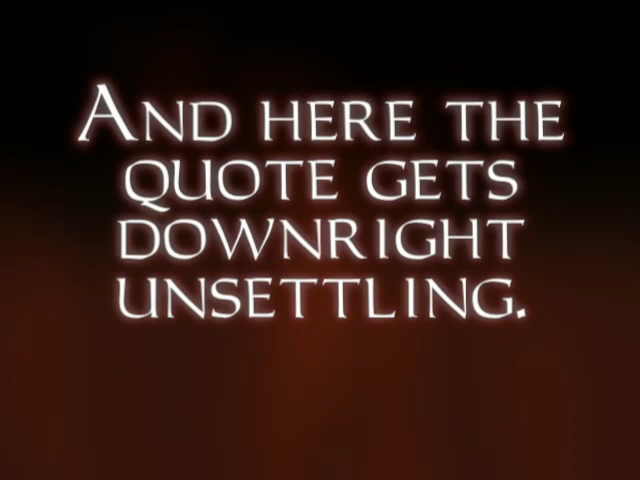 AND HERE THE
QUOTE GETS
DOWNRIGHT
UNSETTLING.